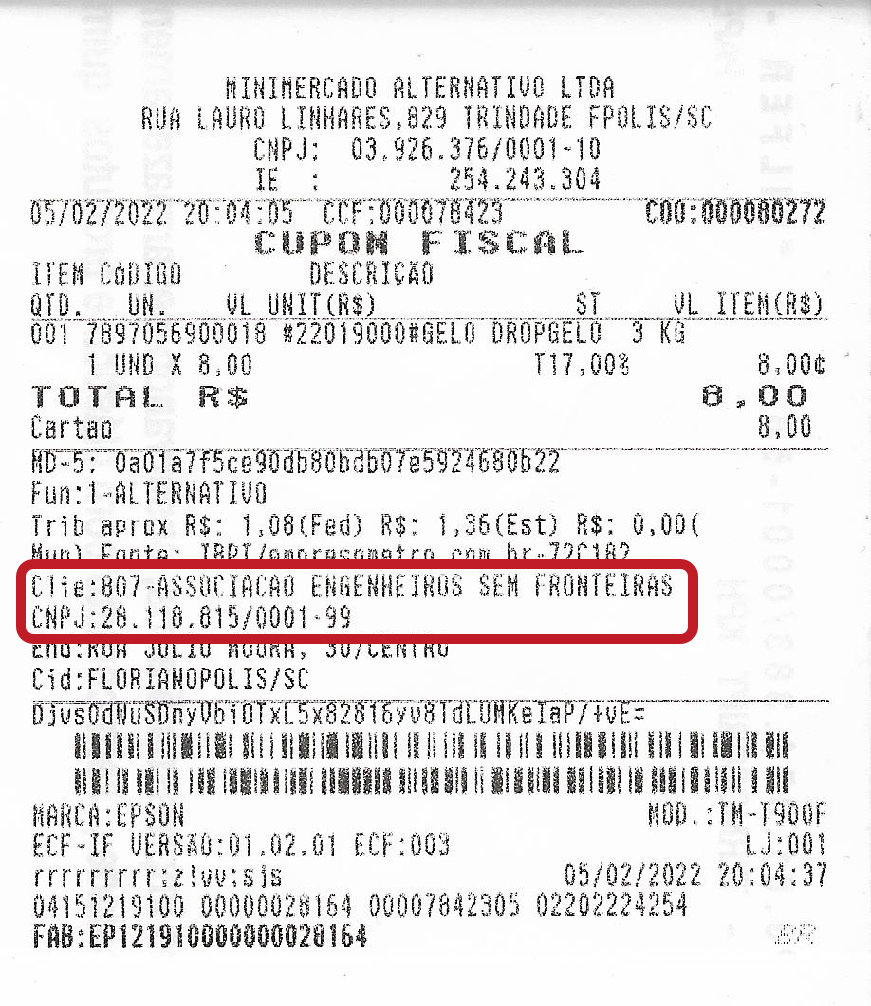 MINIMERCADO ALTERNATIVO LTDA
RUA LAURO LINHARES,829 TRINDADE FPOLIS/SC
CNPJ: 03.926.376/0001-10
IE : 254.243.304
05/02/2022 20:04:05 CCF:000078423 COO:000080272
CUPOM FISCAL
ITEM CÓDIGO DESCRIÇÃO
QTD. UN. VL UNIT(R$) ST VL ITEM(R$)
001 7897056900018 #22019000#GELO DROPGELO 3 KG
1 UND X 8,00 T17,00% 8,00¢
TOTAL R$ 8,00
Cartao 8,00
MD-5: 0a01a7f5ce90db80bdb07e5924680b22
Fun:1-ALTERNATIVO
Trib aprox R$: 1,08(Fed) R$: 1,36(Est) R$: 0,00(
Mun) Fonte: IBPT/empresometro.com.br-72C182
Clie:807-ASSOCIACAO ENGENHEIROS SEM FRONTEIRAS
CNPJ:28.118.815/0001-99
End:RUA JULIO MOURA, 30/CENTRO
Cid:FLORIANOPOLIS/SC
MARCA:EPSON MOD.:TM-T900F
ECF-IF VERSÃO:01.02.01 ECF:003 LJ:001
rrrrrrrrr:z!vv:sjs 05/02/2022 20:04:37
04151219100 00000028164 00007842305 02202224254
FAB:EP121910000000028164 BR